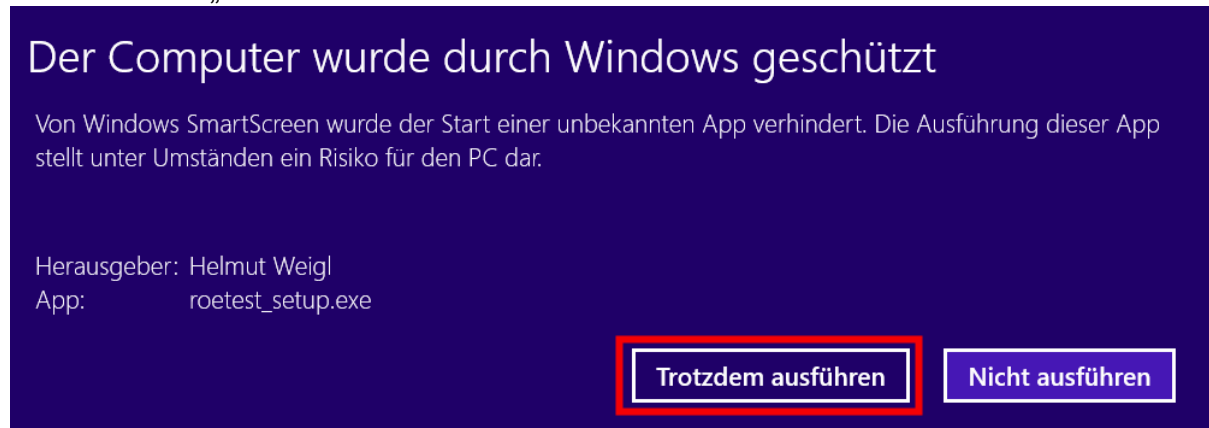 „
Der Computer wurde durch Windows geschützt
Von Windows SmartScreen wurde der Start einer unbekannten App verhindert. Die Ausführung dieser App
stellt unter Umständen ein Risiko für den PC dar.
Herausgeber: Helmut Weigl
App: roetest_setup.exe
Trotzdem ausführen Nicht ausführen